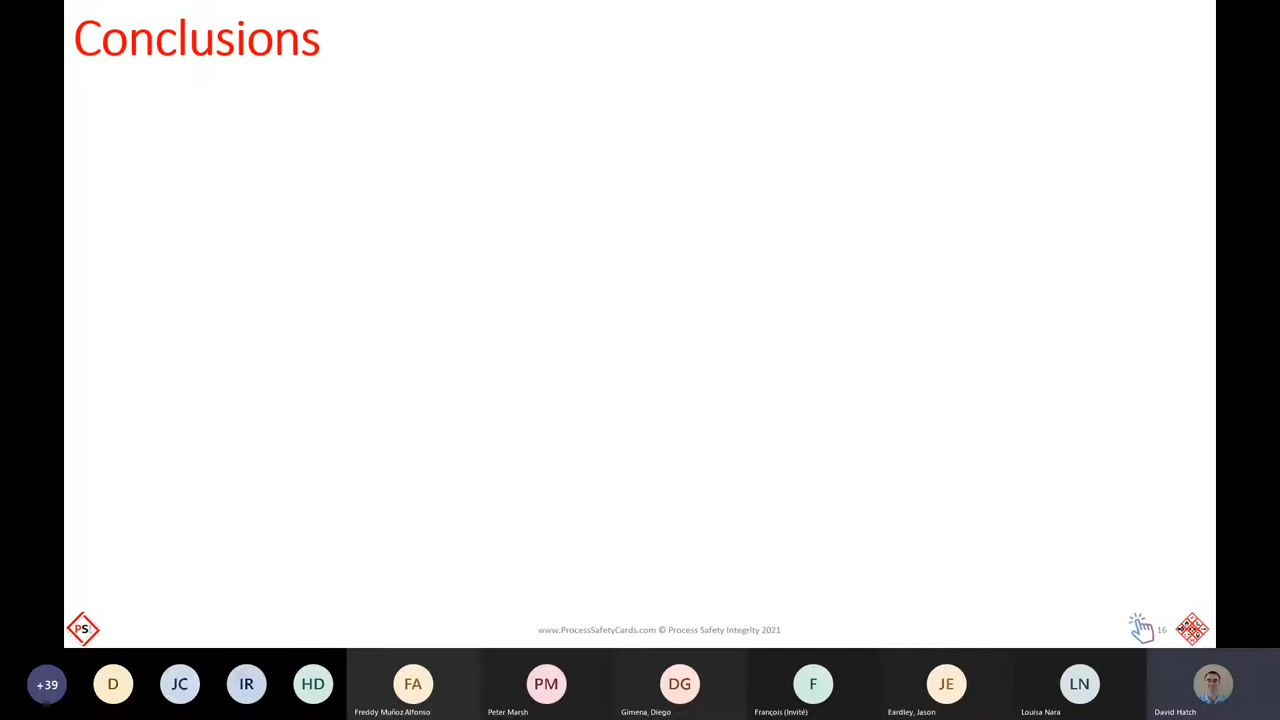 Conclusions
PS
www.ProcessSafetyCards.com © Process Safety Integrity 2021
16
+39
D
JC
IR
HD
FA
PM
DG
F
JE
LN
Freddy Muñoz Alfonso
Peter Marsh
Gimena, Diego
François (Invité)
Eardley, Jason
Louisa Nara
David Hatch